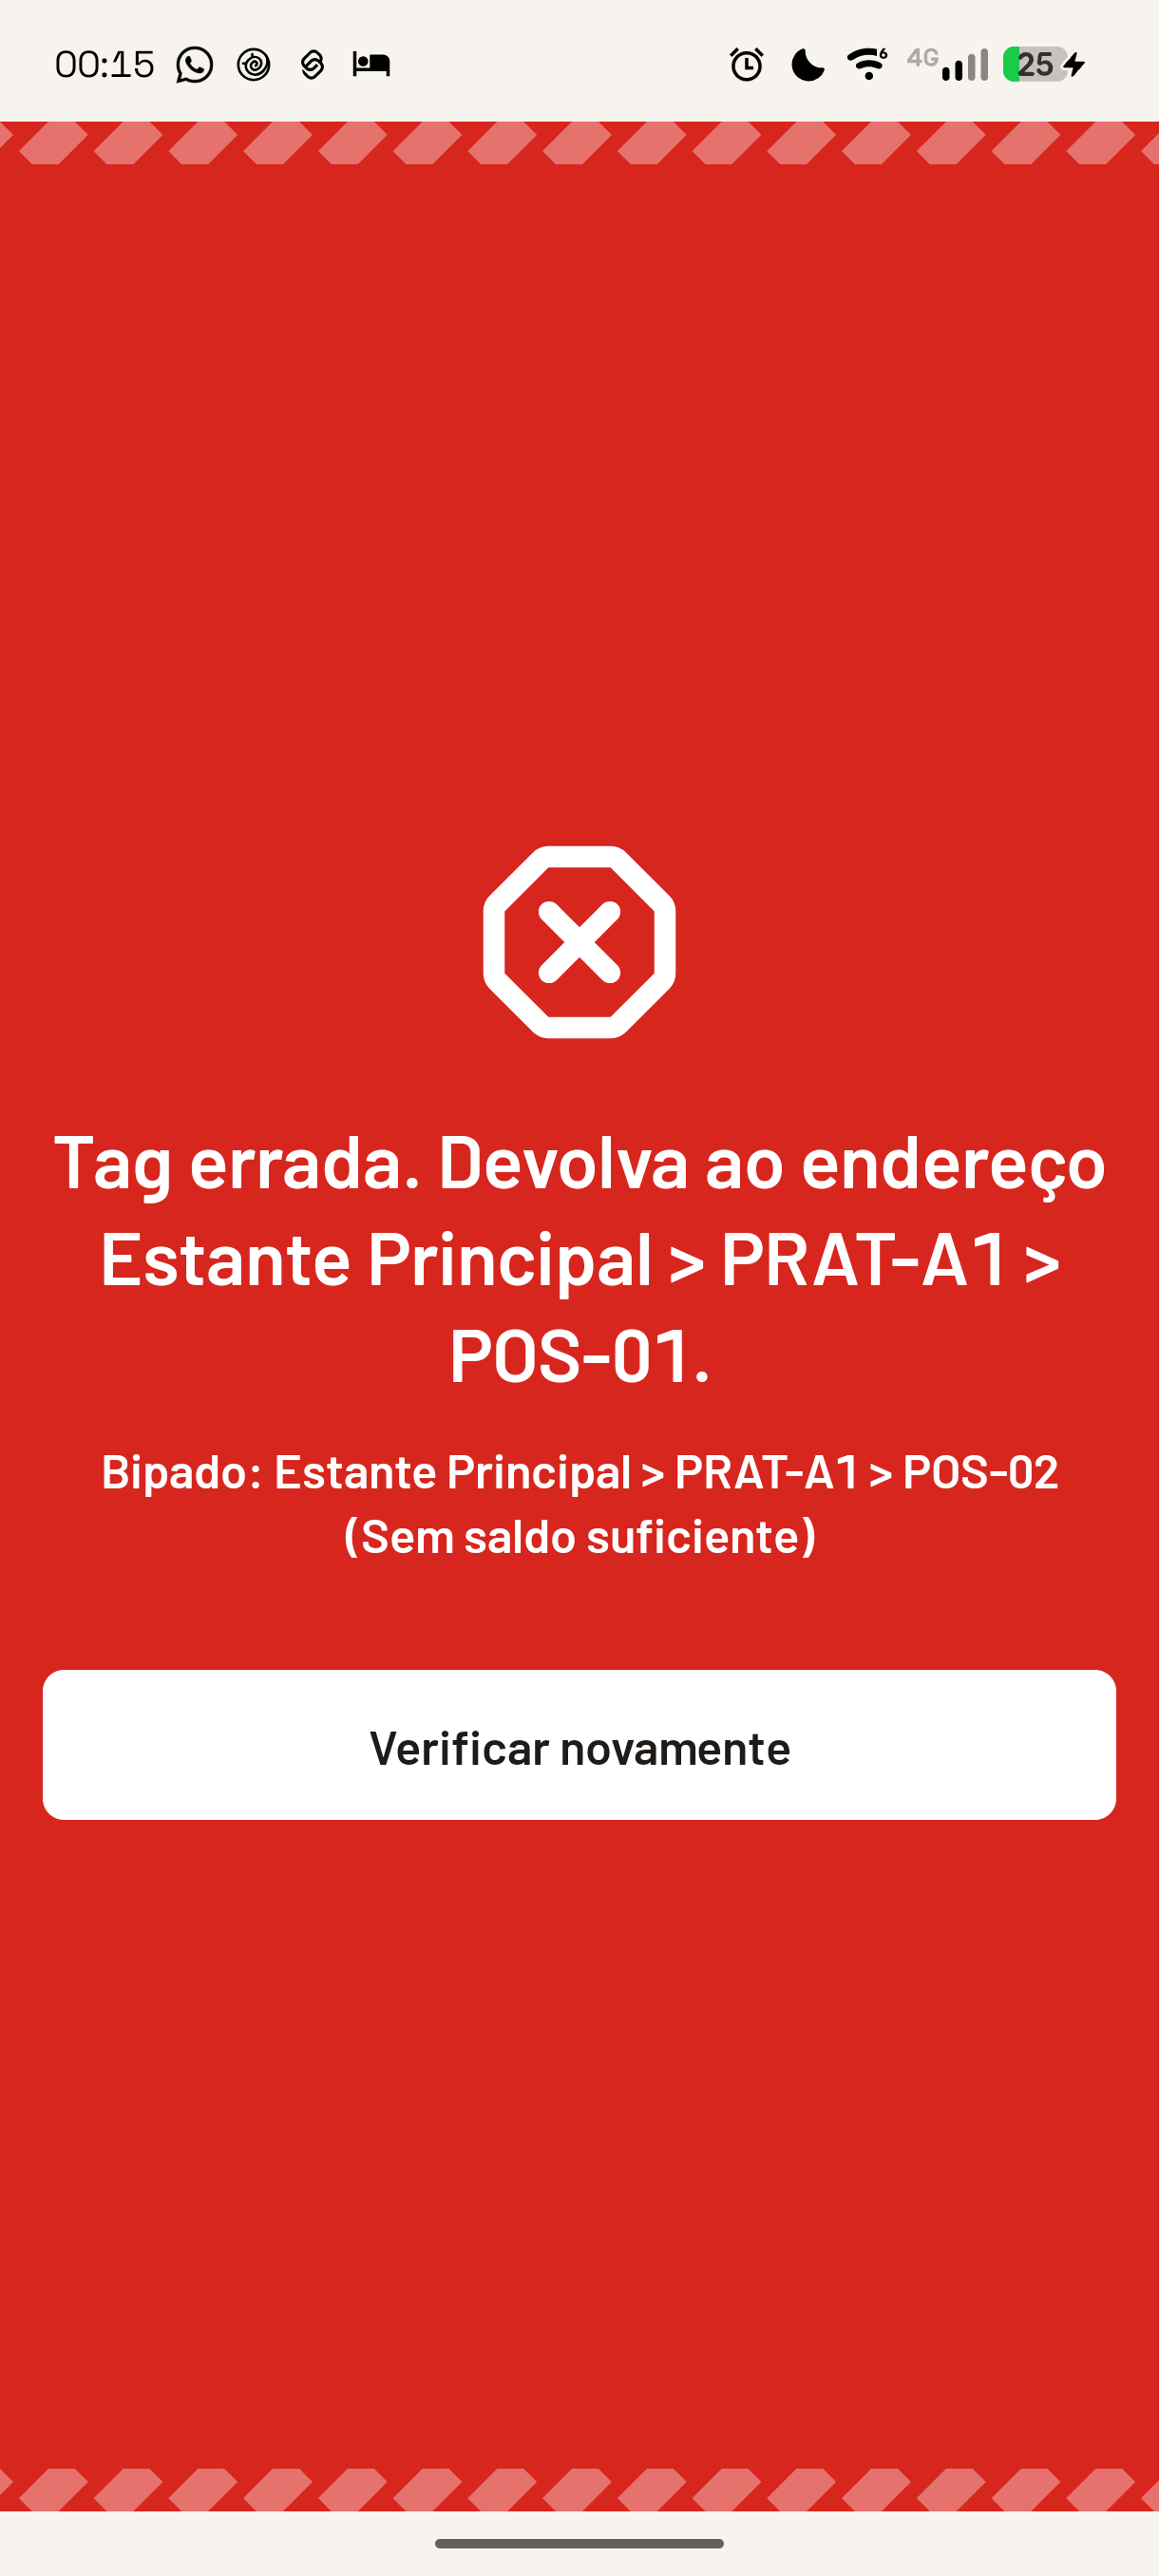 00:15
6
4G
25
Tag errada. Devolva ao endereço
Estante Principal > PRAT-A1 >
POS-01.
Bipado: Estante Principal > PRAT-A1 > POS-02
(Sem saldo suficiente)
Verificar novamente